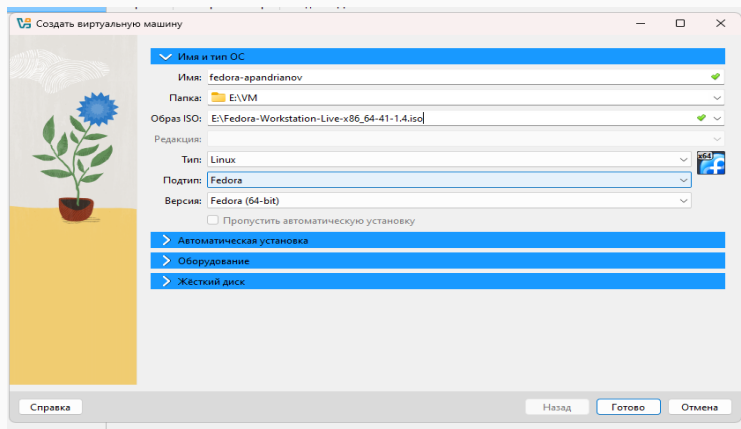 Создать виртуальную машину
Имя и тип ОС
Имя: fedora-apandrianov
Папка: E:\VM
Образ ISO: E:\Fedora-Workstation-Live-x86_64-41-1.4.iso
Редакция:
Тип: Linux
x64
Подтип: Fedora
Версия: Fedora (64-bit)
Пропустить автоматическую установку
Автоматическая установка
Оборудование
Жёсткий диск
Справка Назад Готово Отмена